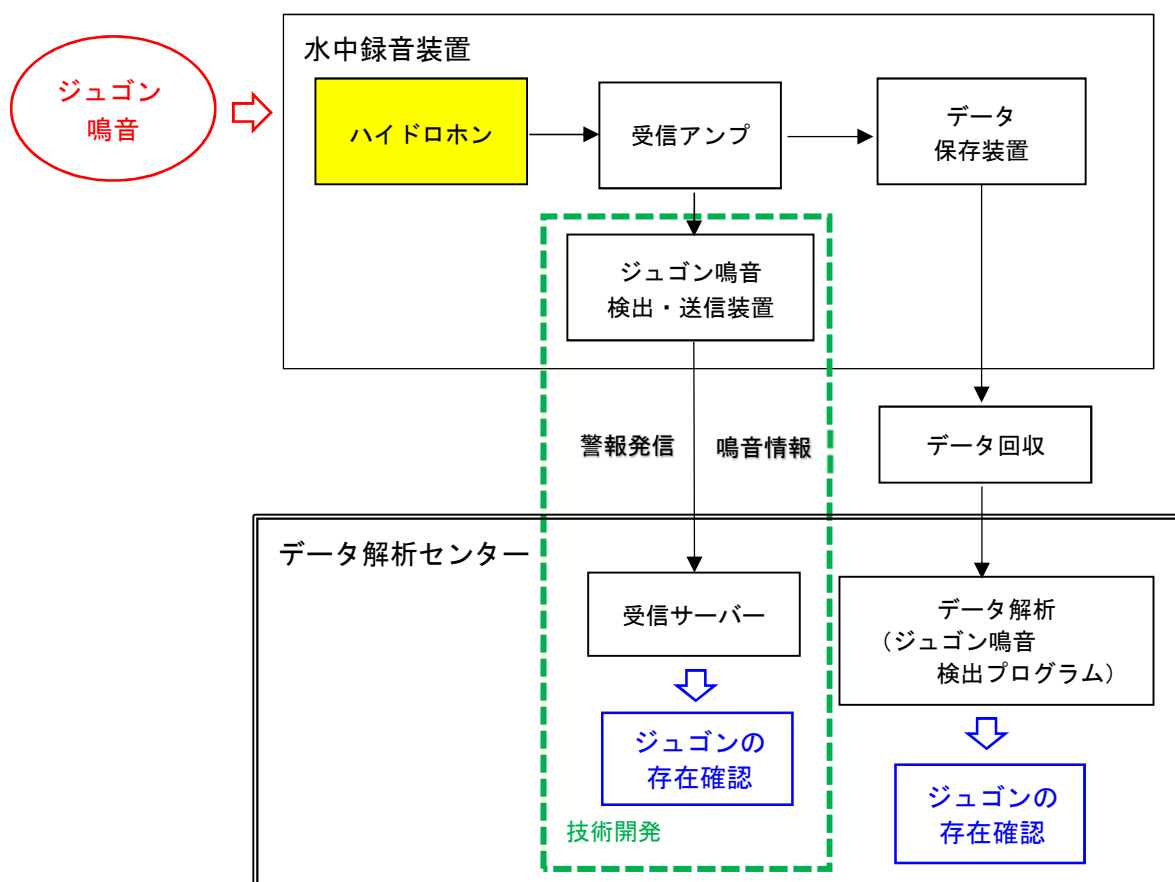 水中録音装置
ジュゴン
鳴音
ハイドロホン
受信アンプ
データ
保存装置
ジュゴン鳴音
検出・送信装置
警報発信
鳴音情報
データ回収
データ解析センター
受信サーバー
データ解析
（ジュゴン鳴音
検出プログラム）
ジュゴンの
存在確認
ジュゴンの
存在確認
技術開発